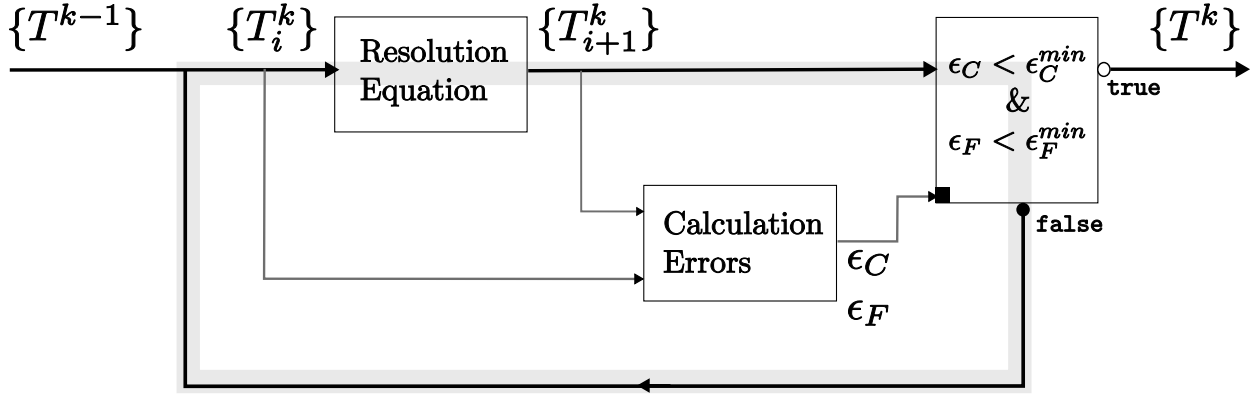 {T^{k-1}}
{T_i^k}
{T_{i+1}^k}
{T^k}
Resolution
Equation
ϵ_C < ϵ_C^{min}
&
ϵ_F < ϵ_F^{min}
true
false
Calculation
Errors
ϵ_C
ϵ_F